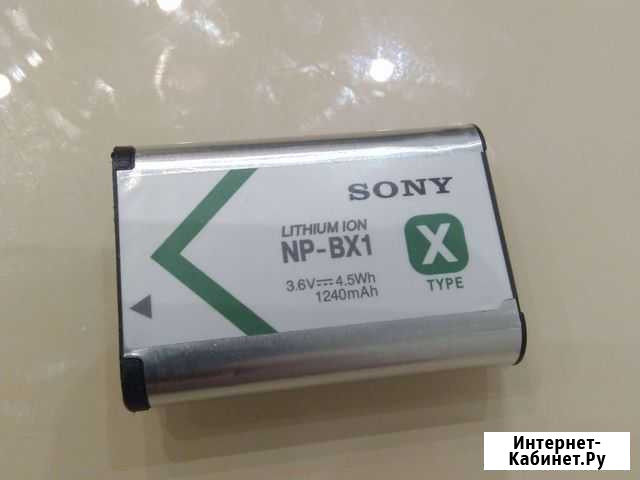 SONY
LITHIUM ION
NP-BX1
3.6V⎓4.5Wh
1240mAh
X
TYPE
Интернет-
Кабинет.Ру